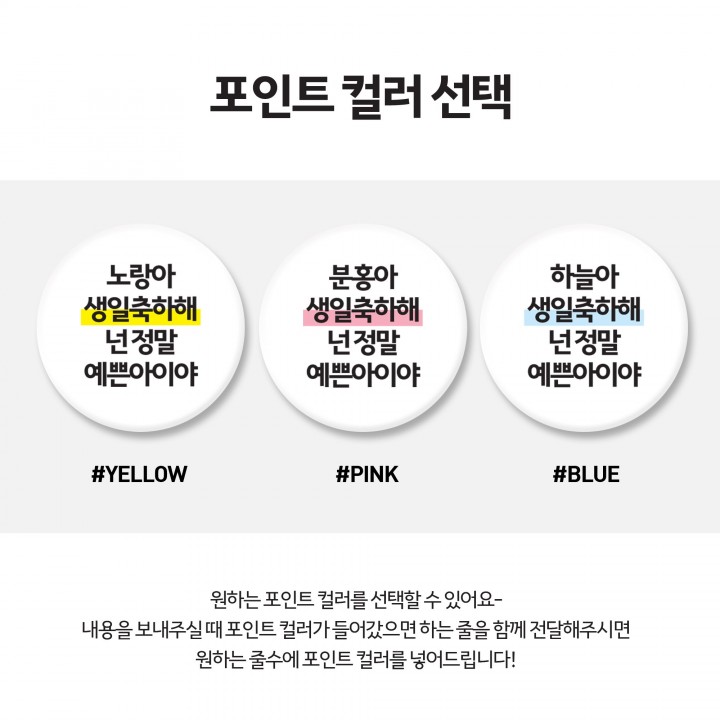 포인트 컬러 선택
노랑아
생일축하해
넌 정말
예쁜아이야
분홍아
생일축하해
넌 정말
예쁜아이야
하늘아
생일축하해
넌 정말
예쁜아이야
#YELLOW
#PINK
#BLUE
원하는 포인트 컬러를 선택할 수 있어요-
내용을 보내주실 때 포인트 컬러가 들어갔으면 하는 줄을 함께 전달해주시면
원하는 줄수에 포인트 컬러를 넣어드립니다!